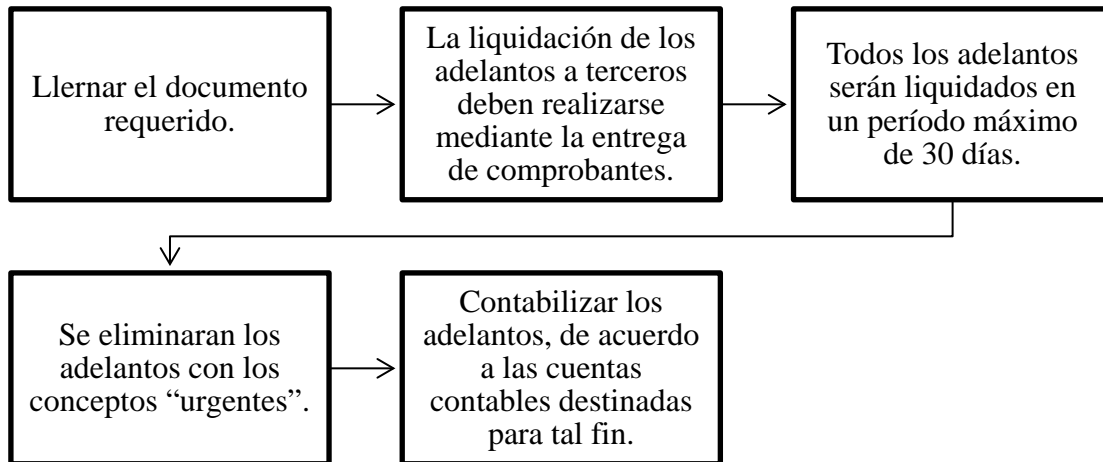 Llernar el documento
requerido.
La liquidación de los
adelantos a terceros
deben realizarse
mediante la entrega
de comprobantes.
Todos los adelantos
serán liquidados en
un período máximo
de 30 días.
Se eliminaran los
adelantos con los
conceptos “urgentes”.
Contabilizar los
adelantos, de acuerdo
a las cuentas
contables destinadas
para tal fin.